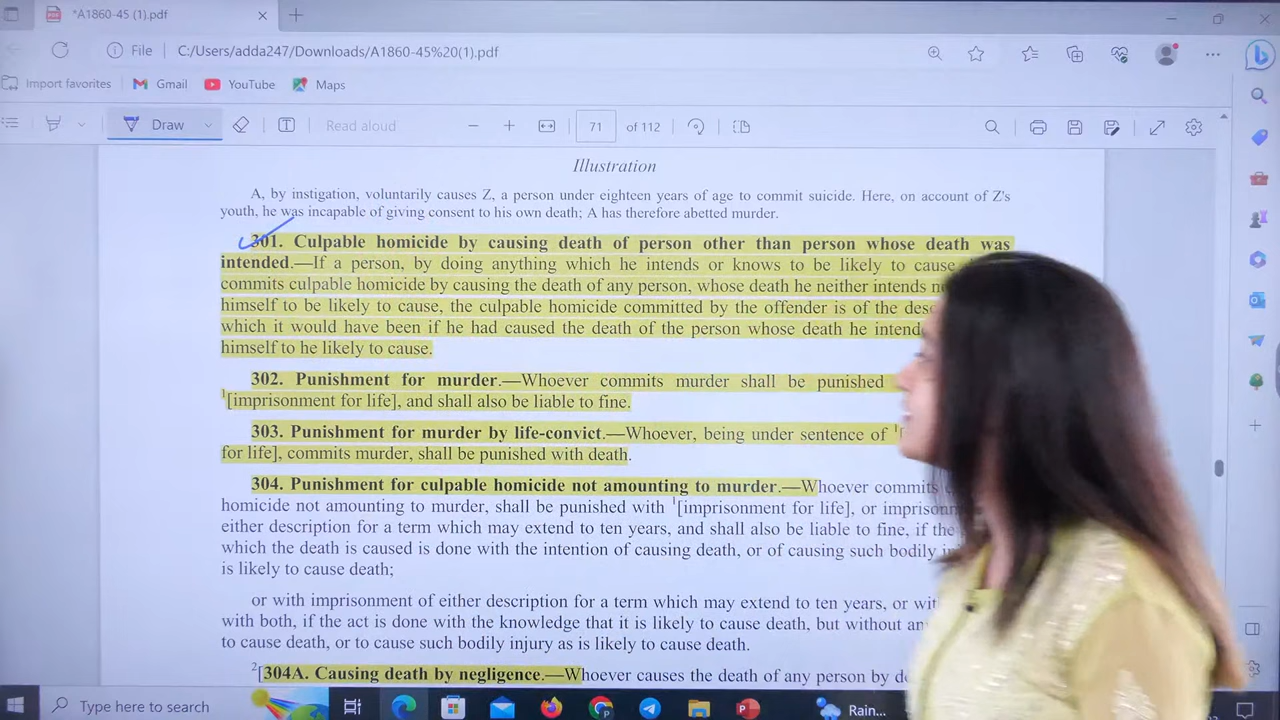 *A1860-45 (1).pdf
File C:/Users/adda247/Downloads/A1860-45%20(1).pdf
Import favorites Gmail YouTube Maps
Draw Read aloud 71 of 112
Illustration
A, by instigation, voluntarily causes Z, a person under eighteen years of age to commit suicide. Here, on account of Z's
youth, he was incapable of giving consent to his own death; A has therefore abetted murder.
301. Culpable homicide by causing death of person other than person whose death was
intended.—If a person, by doing anything which he intends or knows to be likely to cause
commits culpable homicide by causing the death of any person, whose death he neither intends
himself to be likely to cause, the culpable homicide committed by the offender is of the
which it would have been if he had caused the death of the person whose death he
himself to he likely to cause.
302. Punishment for murder.—Whoever commits murder shall be punished
1[imprisonment for life], and shall also be liable to fine.
303. Punishment for murder by life-convict.—Whoever, being under sentence of 1[
for life], commits murder, shall be punished with death.
304. Punishment for culpable homicide not amounting to murder.—Whoever commits
homicide not amounting to murder, shall be punished with 1[imprisonment for life], or
either description for a term which may extend to ten years, and shall also be liable to fine, if the
which the death is caused is done with the intention of causing death, or of causing such bodily
is likely to cause death;
or with imprisonment of either description for a term which may extend to ten years, or
with both, if the act is done with the knowledge that it is likely to cause death, but without
to cause death, or to cause such bodily injury as is likely to cause death.
2[304A. Causing death by negligence.—Whoever causes the death of any person by
Type here to search Rain...